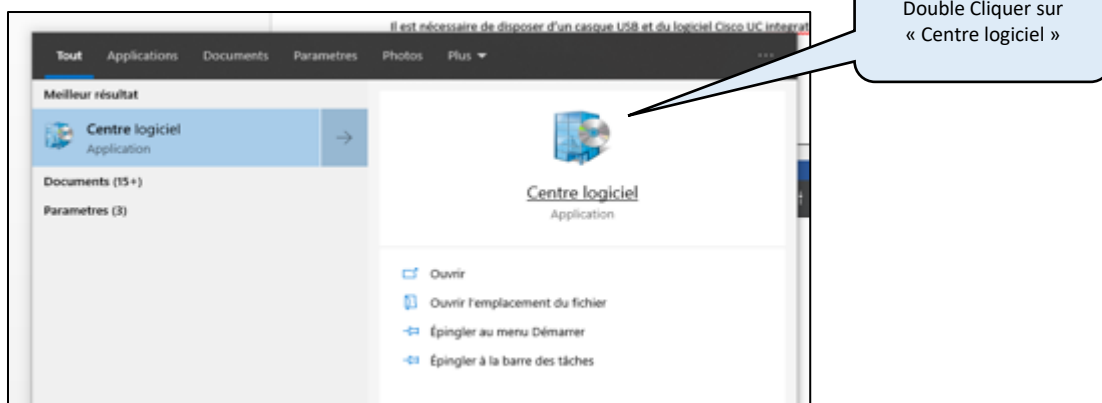 Double Cliquer sur
« Centre logiciel »
Il est nécessaire de disposer d'un casque USB et du logiciel Cisco UC integrat
Tout Applications Documents Parametres Photos Plus
Meilleur résultat
Centre logiciel
Application
Documents (15+)
Parametres (3)
Centre logiciel
Application
Ouvrir
Ouvrir l'emplacement du fichier
Épingler au menu Démarrer
Épingler à la barre des tâches